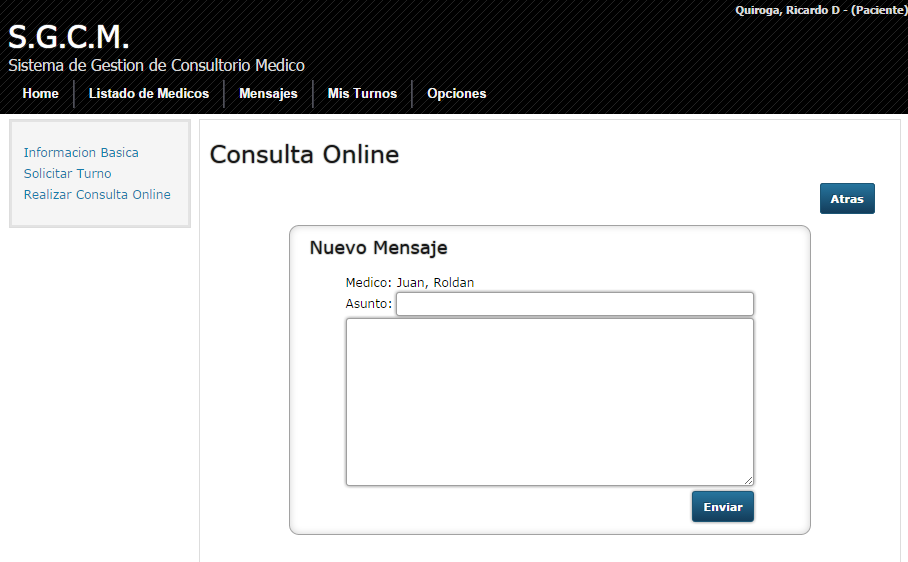 Quiroga, Ricardo D - (Paciente)
S.G.C.M.
Sistema de Gestion de Consultorio Medico
Home Listado de Medicos Mensajes Mis Turnos Opciones
Informacion Basica
Solicitar Turno
Realizar Consulta Online
Consulta Online
Atras
Nuevo Mensaje
Medico: Juan, Roldan
Asunto:
Enviar